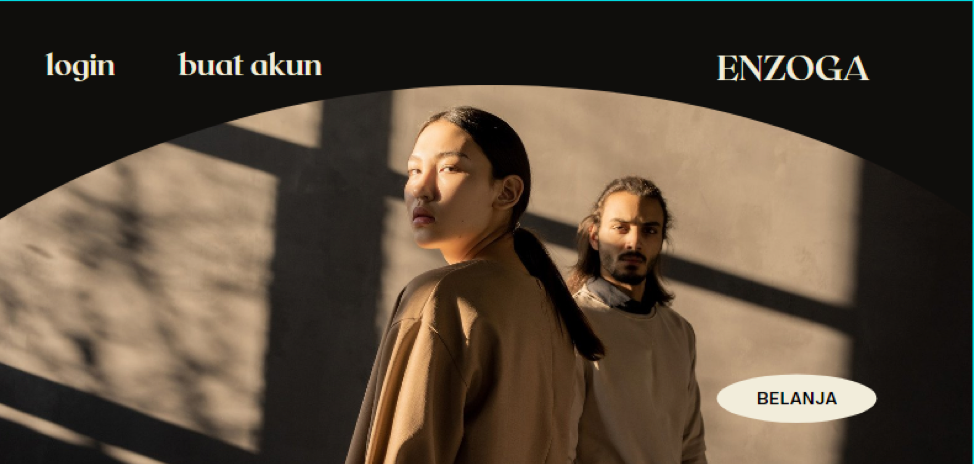 login
buat akun
ENZOGA
BELANJA